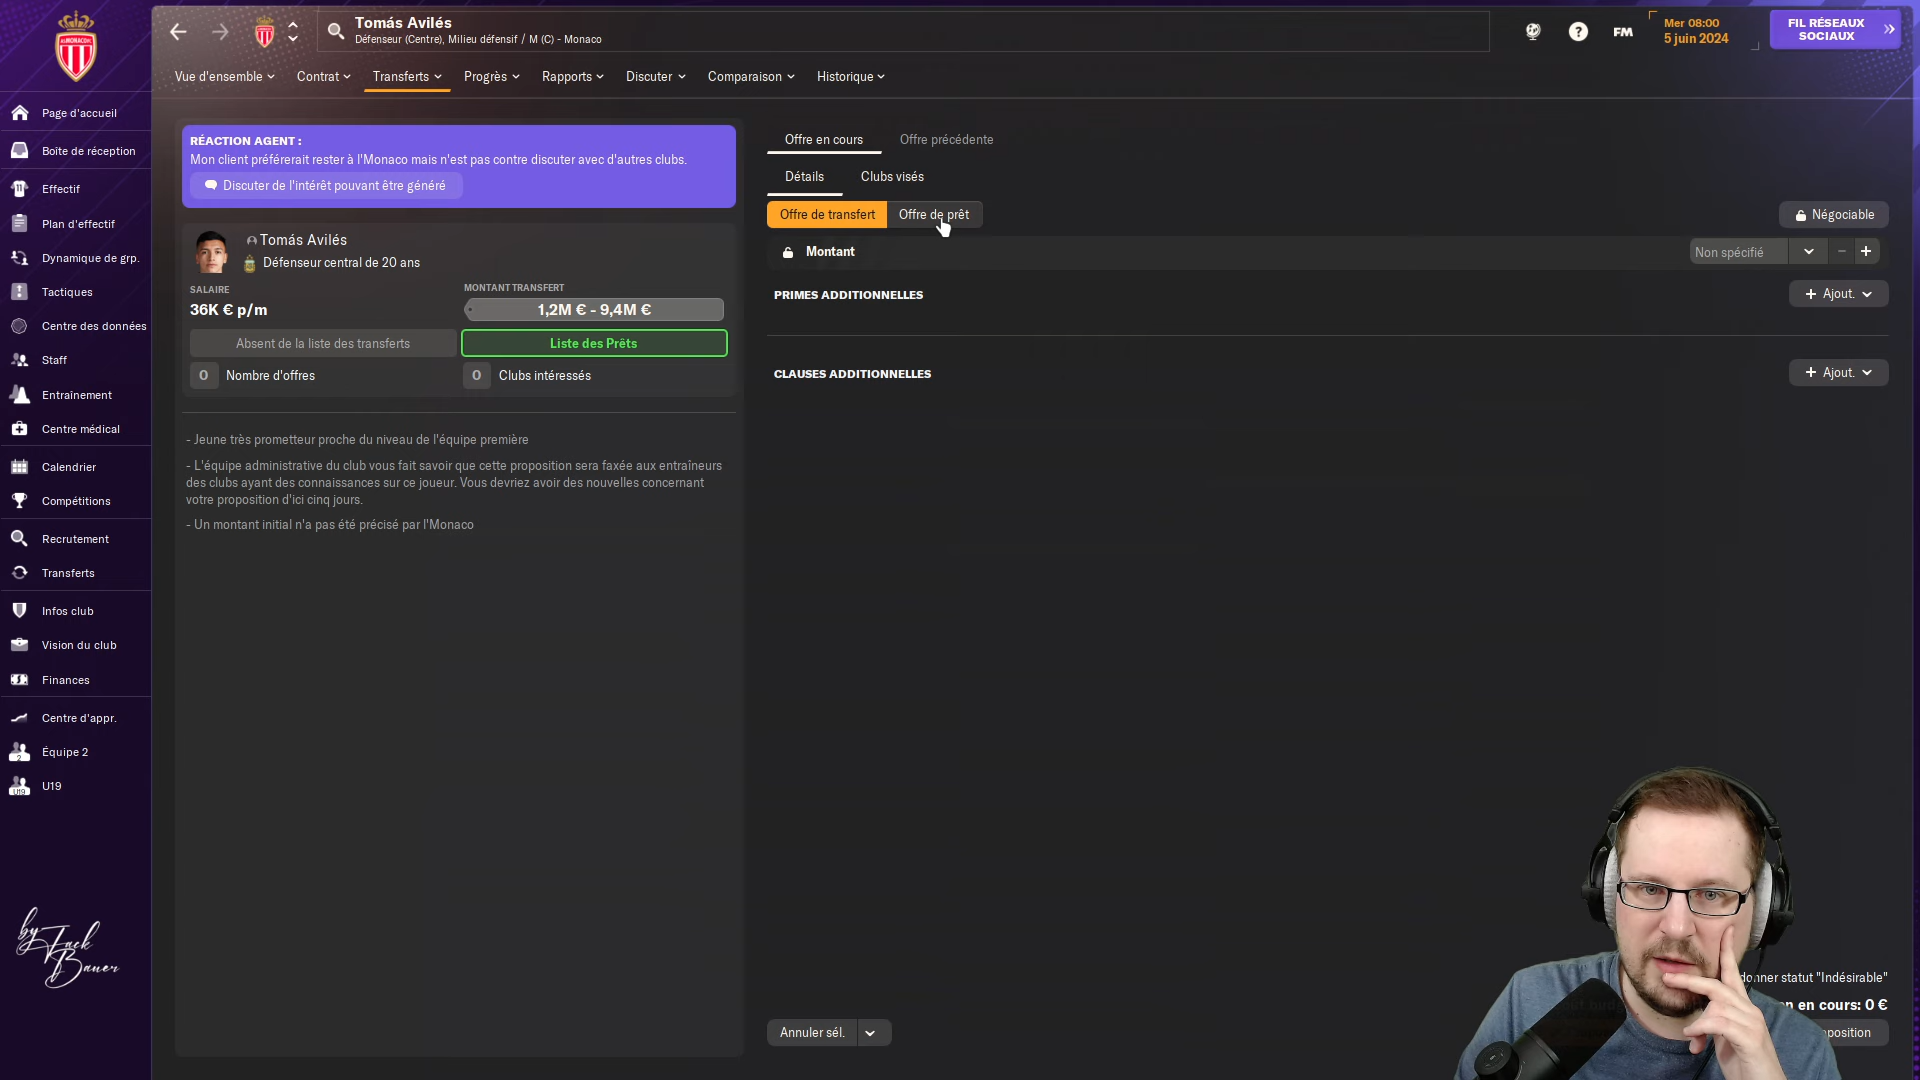 Tomás Avilés
Défenseur (Centre), Milieu défensif / M (C) - Monaco
FM
Mer 08:00
5 juin 2024
FIL RÉSEAUX
SOCIAUX
Vue d'ensemble
Contrat
Transferts
Progrès
Rapports
Discuter
Comparaison
Historique
Page d'accueil
Boîte de réception
Effectif
Plan d'effectif
Dynamique de grp.
Tactiques
Centre des données
Staff
Entraînement
Centre médical
Calendrier
Compétitions
Recrutement
Transferts
Infos club
Vision du club
Finances
Centre d'appr.
Équipe 2
U19
by Jack
Bauer
RÉACTION AGENT :
Mon client préférerait rester à l'Monaco mais n'est pas contre discuter avec d'autres clubs.
Discuter de l'intérêt pouvant être généré
Tomás Avilés
Défenseur central de 20 ans
SALAIRE
MONTANT TRANSFERT
36K € p/m
1,2M € - 9,4M €
Absent de la liste des transferts
Liste des Prêts
0 Nombre d'offres
0 Clubs intéressés
- Jeune très prometteur proche du niveau de l'équipe première
- L'équipe administrative du club vous fait savoir que cette proposition sera faxée aux entraîneurs
des clubs ayant des connaissances sur ce joueur. Vous devriez avoir des nouvelles concernant
votre proposition d'ici cinq jours.
- Un montant initial n'a pas été précisé par l'Monaco
Offre en cours
Offre précédente
Détails
Clubs visés
Offre de transfert
Offre de prêt
Négociable
Montant
Non spécifié
PRIMES ADDITIONNELLES
+ Ajout.
CLAUSES ADDITIONNELLES
+ Ajout.
statut "Indésirable"
en cours: 0 €
Annuler sél.